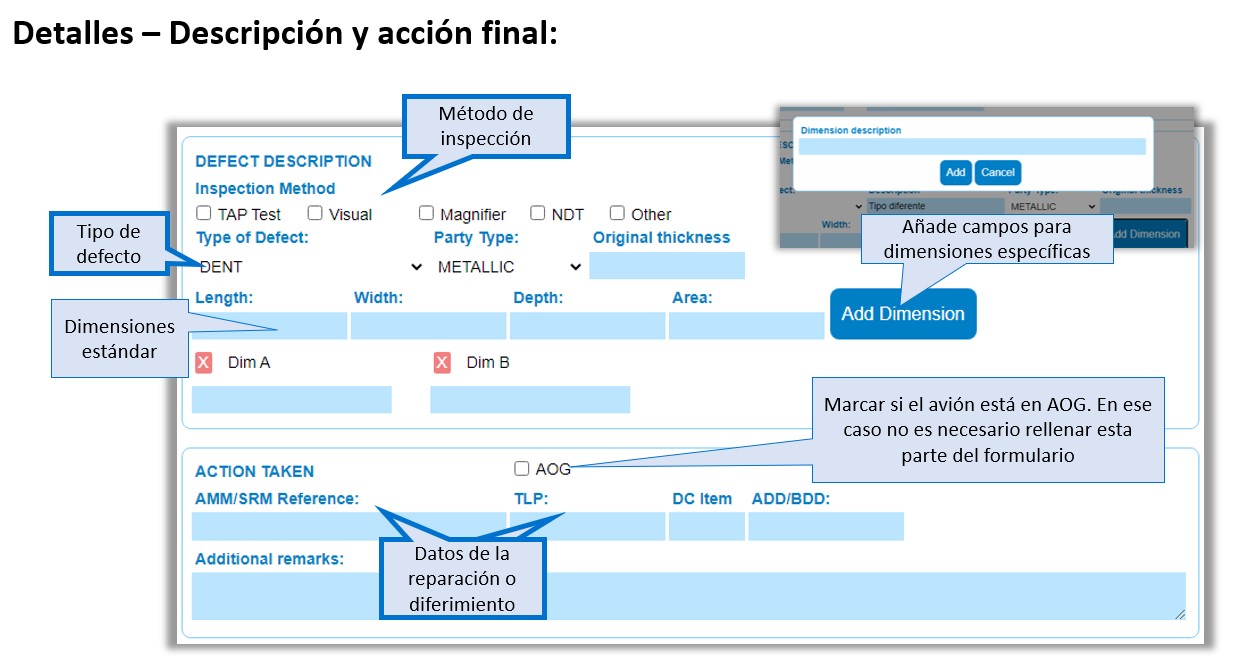 Detalles – Descripción y acción final:
Método de
inspección
Dimension description
Add Cancel
DEFECT DESCRIPTION
Inspection Method
TAP Test Visual Magnifier NDT Other
Type of Defect: Party Type: Original thickness
DENT METALLIC
Tipo de
defecto
Description Party Type: Original thickness
Tipo diferente METALLIC
Width:
dd Dimension
Añade campos para
dimensiones específicas
Length: Width: Depth: Area:
Add Dimension
Dimensiones
estándar
X Dim A X Dim B
Marcar si el avión está en AOG. En ese
caso no es necesario rellenar esta
parte del formulario
ACTION TAKEN AOG
AMM/SRM Reference: TLP: DC Item ADD/BDD:
Additional remarks:
Datos de la
reparación o
diferimiento